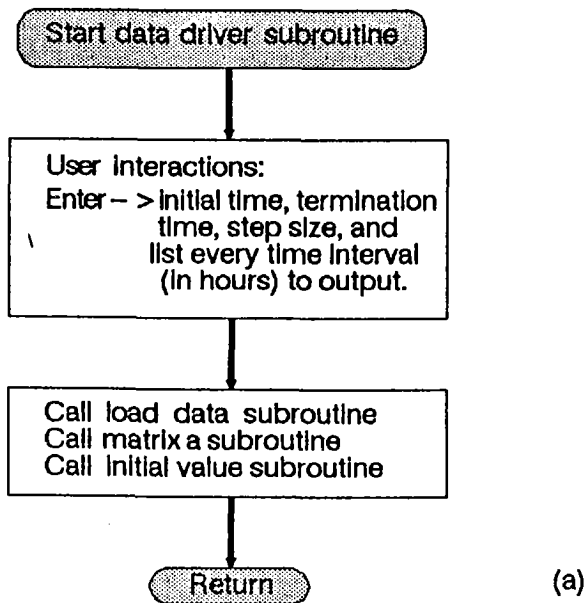 Start data driver subroutine
User interactions:
Enter - > initial time, termination
time, step size, and
list every time interval
(in hours) to output.
Call load data subroutine
Call matrix a subroutine
Call initial value subroutine
Return
(a)